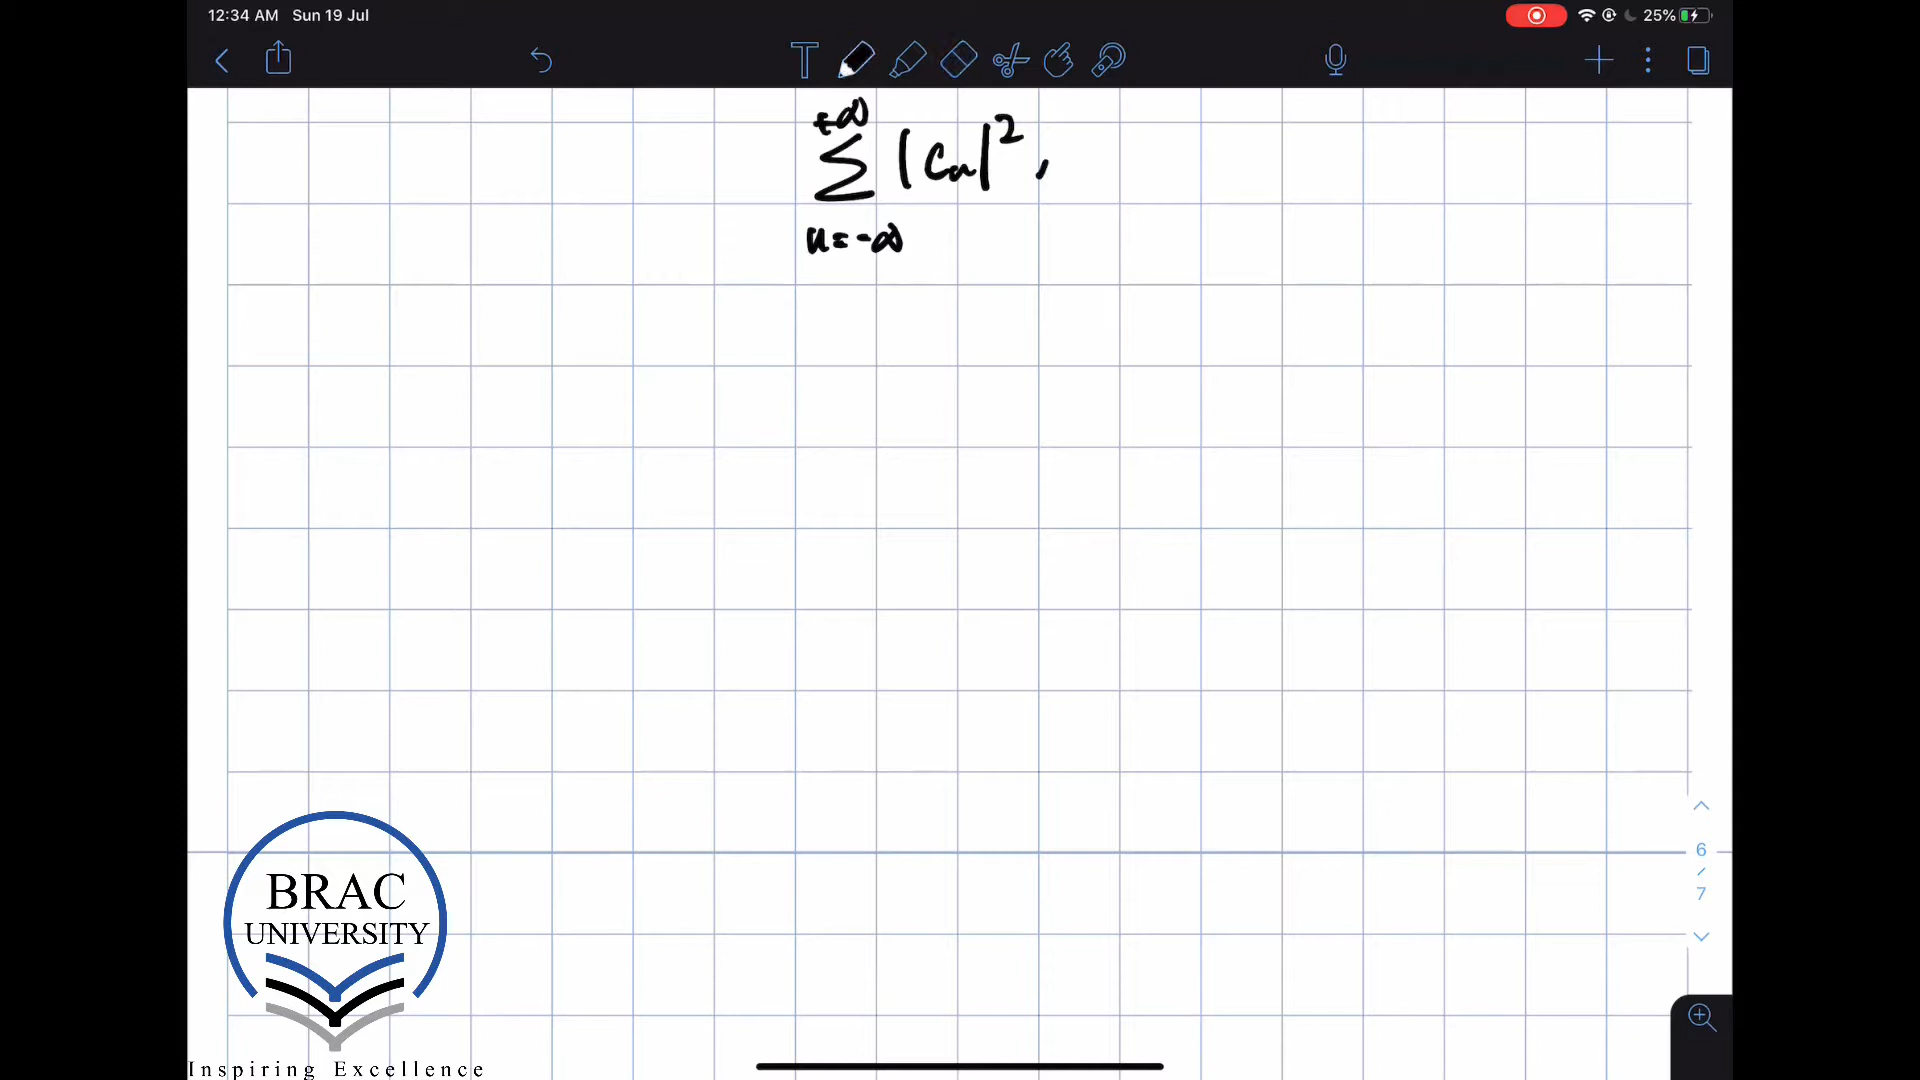 12:34 AM Sun 19 Jul
25%
T
+∞
∑ |Cn|²,
n=-∞
6
/
7
BRAC
UNIVERSITY
Inspiring Excellence